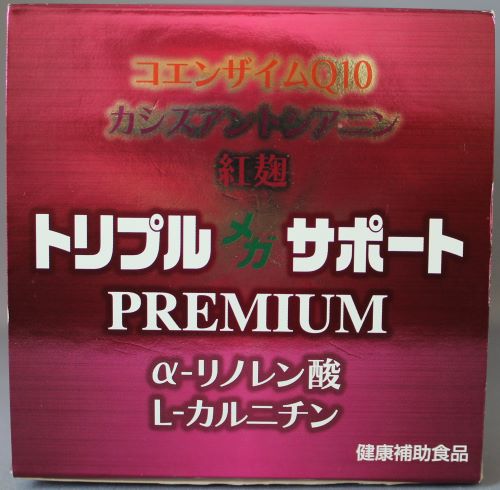 コエンザイムQ10
カシスアントシアニン
紅麹
トリプル メガ サポート
PREMIUM
α-リノレン酸
L-カルニチン
健康補助食品